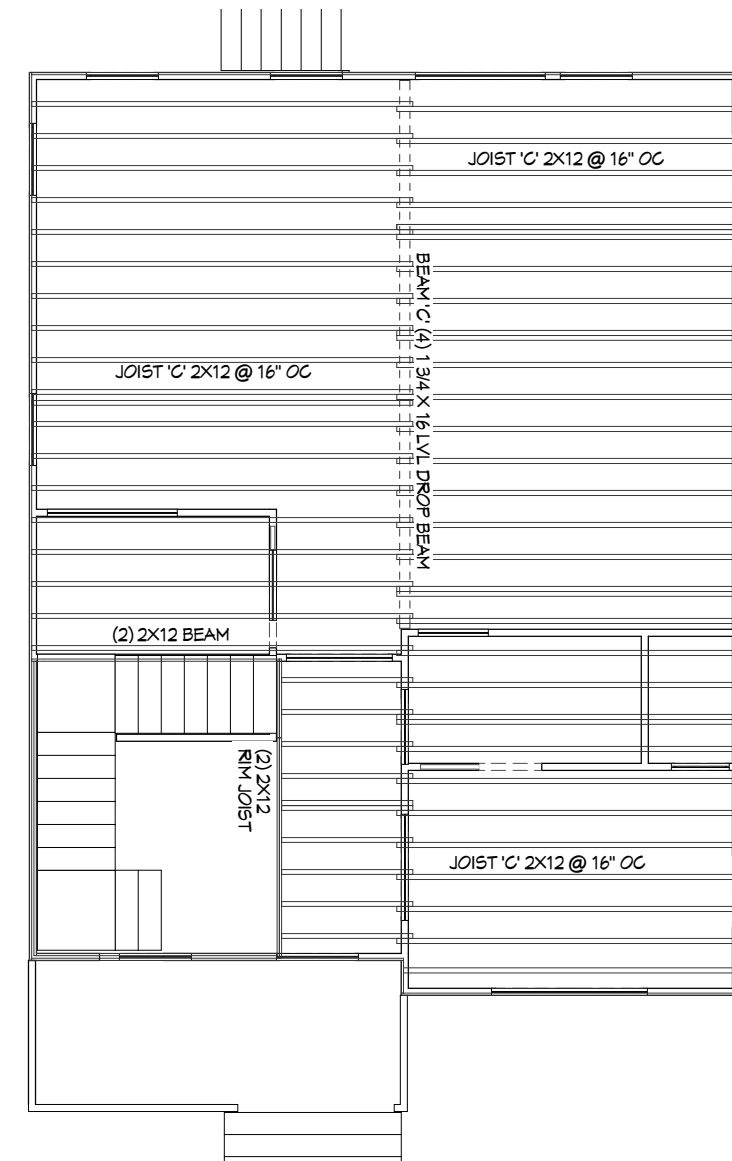 JOIST 'C' 2X12 @ 16" OC
BEAM 'C' (4) 1 3/4 X 16 LVL DROP BEAM
JOIST 'C' 2X12 @ 16" OC
(2) 2X12 BEAM
(2) 2X12
RIM JOIST
JOIST 'C' 2X12 @ 16" OC